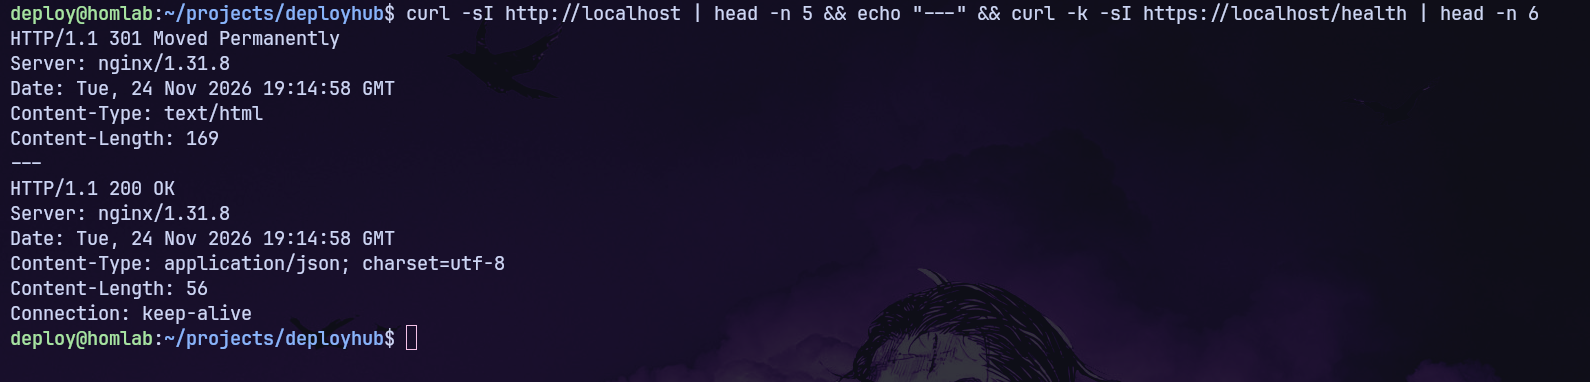 deploy@homlab:~/projects/deployhub$ curl -sI http://localhost | head -n 5 && echo "---" && curl -k -sI https://localhost/health | head -n 6
HTTP/1.1 301 Moved Permanently
Server: nginx/1.31.8
Date: Tue, 24 Nov 2026 19:14:58 GMT
Content-Type: text/html
Content-Length: 169
---
HTTP/1.1 200 OK
Server: nginx/1.31.8
Date: Tue, 24 Nov 2026 19:14:58 GMT
Content-Type: application/json; charset=utf-8
Content-Length: 56
Connection: keep-alive
deploy@homlab:~/projects/deployhub$